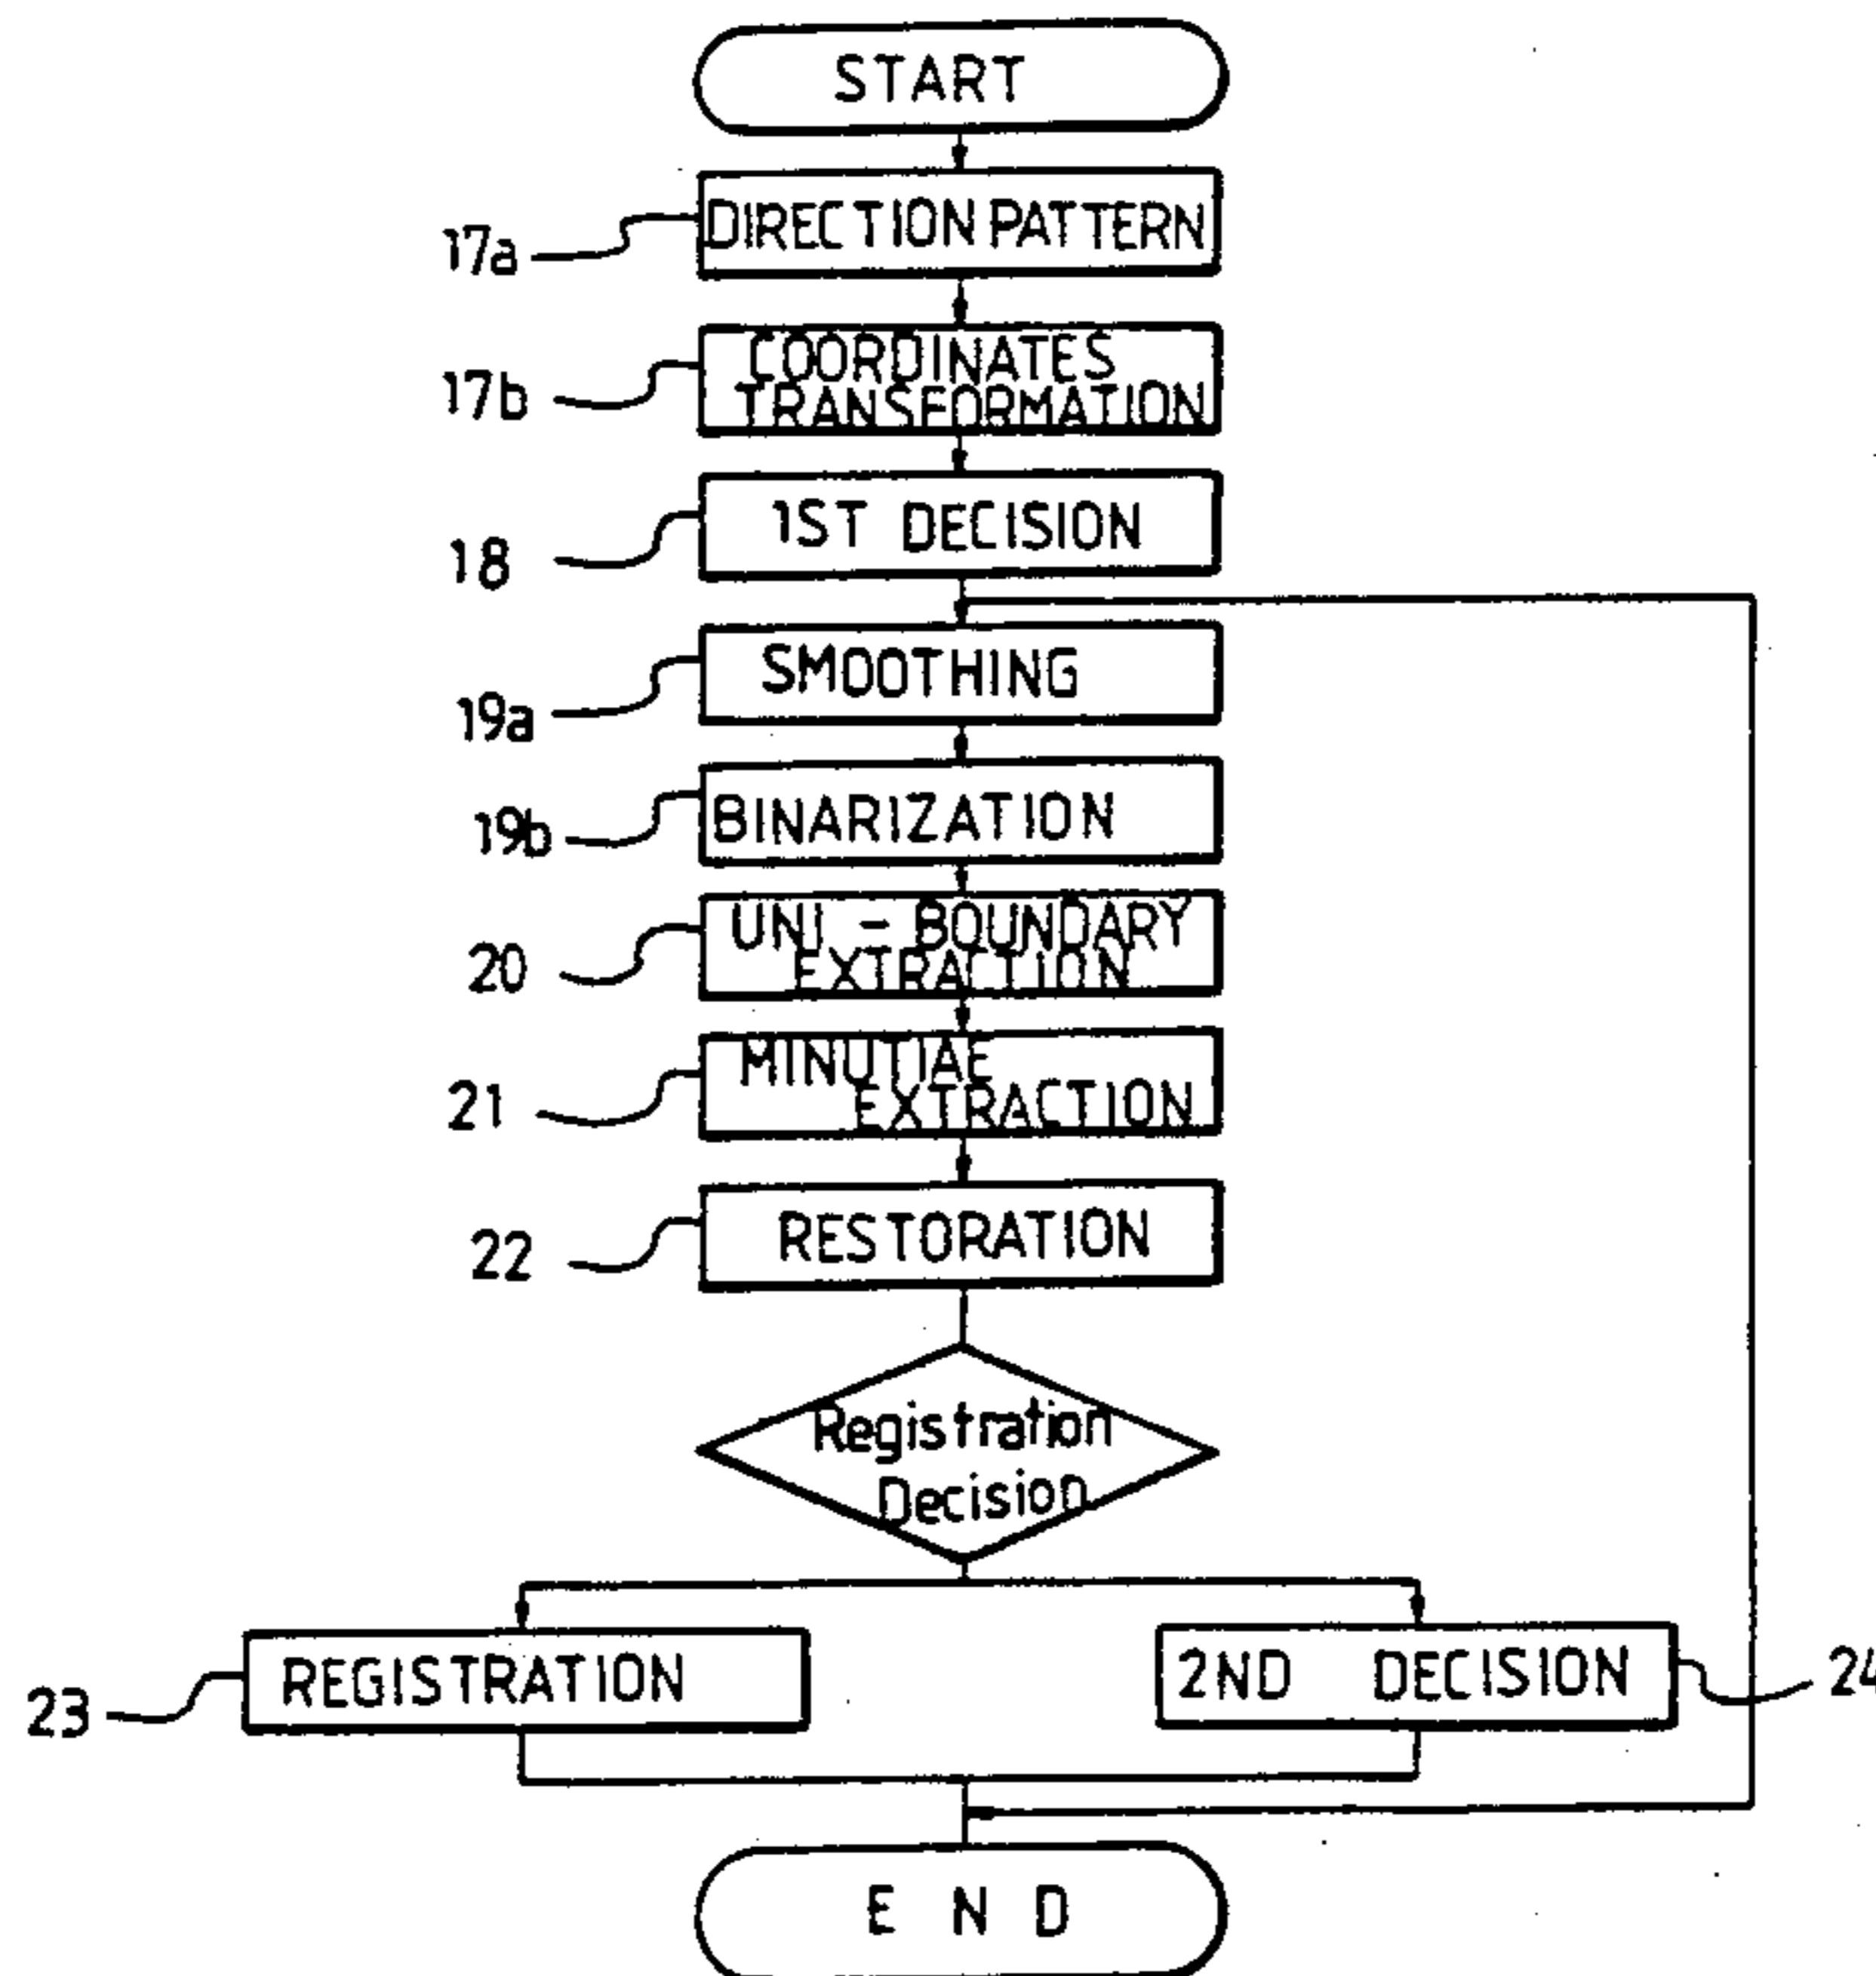 START
17a
DIRECTION PATTERN
17b
COORDINATES
TRANSFORMATION
18
1ST DECISION
19a
SMOOTHING
19b
BINARIZATION
20
UNI - BOUNDARY
EXTRACTION
21
MINUTIAE
EXTRACTION
22
RESTORATION
Registration
Decision
23
REGISTRATION
2ND DECISION
24
E N D